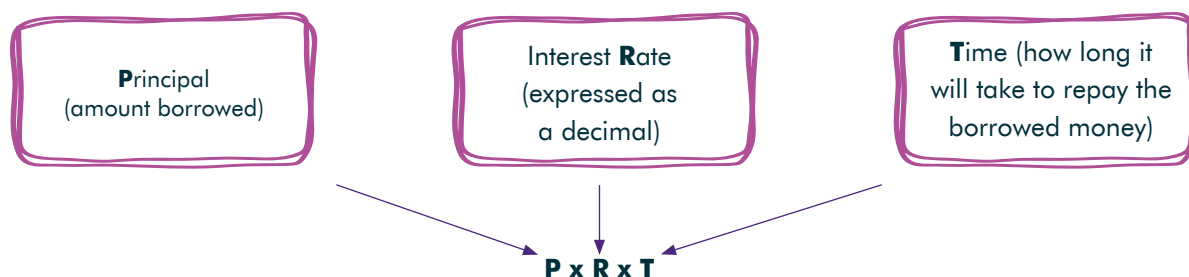 Principal
(amount borrowed)
Interest Rate
(expressed as
a decimal)
Time (how long it
will take to repay the
borrowed money)
P x R x T